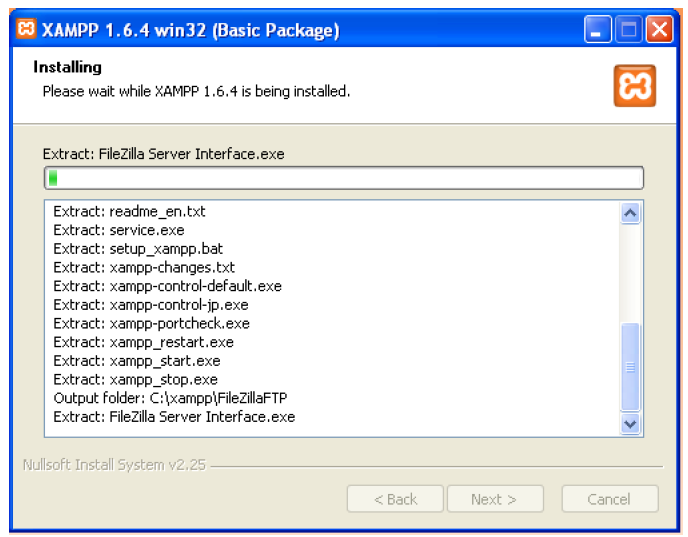 XAMPP 1.6.4 win32 (Basic Package)
Installing
Please wait while XAMPP 1.6.4 is being installed.
Extract: FileZilla Server Interface.exe
Extract: readme_en.txt
Extract: service.exe
Extract: setup_xampp.bat
Extract: xampp-changes.txt
Extract: xampp-control-default.exe
Extract: xampp-control-jp.exe
Extract: xampp-portcheck.exe
Extract: xampp_restart.exe
Extract: xampp_start.exe
Extract: xampp_stop.exe
Output folder: C:\xampp\FileZillaFTP
Extract: FileZilla Server Interface.exe
Nullsoft Install System v2.25
< Back Next > Cancel